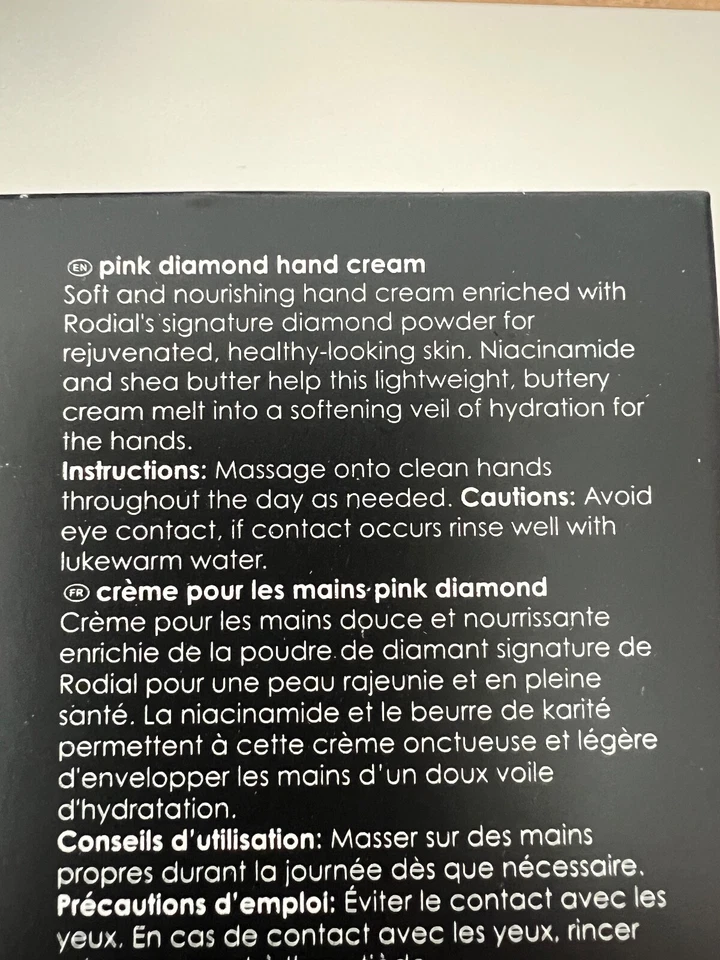 EN pink diamond hand cream
Soft and nourishing hand cream enriched with
Rodial's signature diamond powder for
rejuvenated, healthy-looking skin. Niacinamide
and shea butter help this lightweight, buttery
cream melt into a softening veil of hydration for
the hands.
Instructions: Massage onto clean hands
throughout the day as needed. Cautions: Avoid
eye contact, if contact occurs rinse well with
lukewarm water.
FR crème pour les mains pink diamond
Crème pour les mains douce et nourrissante
enrichie de la poudre de diamant signature de
Rodial pour une peau rajeunie et en pleine
santé. La niacinamide et le beurre de karité
permettent à cette crème onctueuse et légère
d'envelopper les mains d'un doux voile
d'hydratation.
Conseils d'utilisation: Masser sur des mains
propres durant la journée dès que nécessaire.
Précautions d'emploi: Éviter le contact avec les
yeux. En cas de contact avec les yeux, rincer